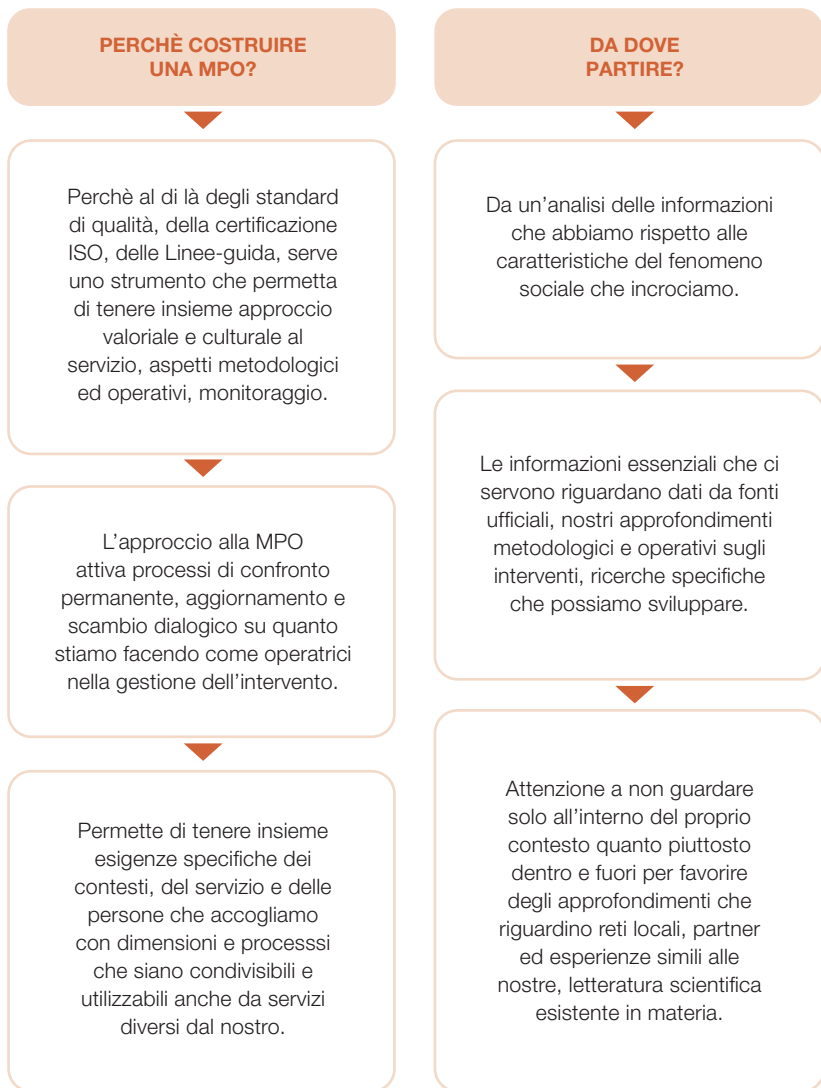 PERCHÈ COSTRUIRE
UNA MPO?
Perchè al di là degli standard
di qualità, della certificazione
ISO, delle Linee-guida, serve
uno strumento che permetta
di tenere insieme approccio
valoriale e culturale al
servizio, aspetti metodologici
ed operativi, monitoraggio.
L'approccio alla MPO
attiva processi di confronto
permanente, aggiornamento e
scambio dialogico su quanto
stiamo facendo come operatrici
nella gestione dell'intervento.
Permette di tenere insieme
esigenze specifiche dei
contesti, del servizio e delle
persone che accogliamo
con dimensioni e processsi
che siano condivisibili e
utilizzabili anche da servizi
diversi dal nostro.
DA DOVE
PARTIRE?
Da un'analisi delle informazioni
che abbiamo rispetto alle
caratteristiche del fenomeno
sociale che incrociamo.
Le informazioni essenziali che ci
servono riguardano dati da fonti
ufficiali, nostri approfondimenti
metodologici e operativi sugli
interventi, ricerche specifiche
che possiamo sviluppare.
Attenzione a non guardare
solo all'interno del proprio
contesto quanto piuttosto
dentro e fuori per favorire
degli approfondimenti che
riguardino reti locali, partner
ed esperienze simili alle
nostre, letteratura scientifica
esistente in materia.